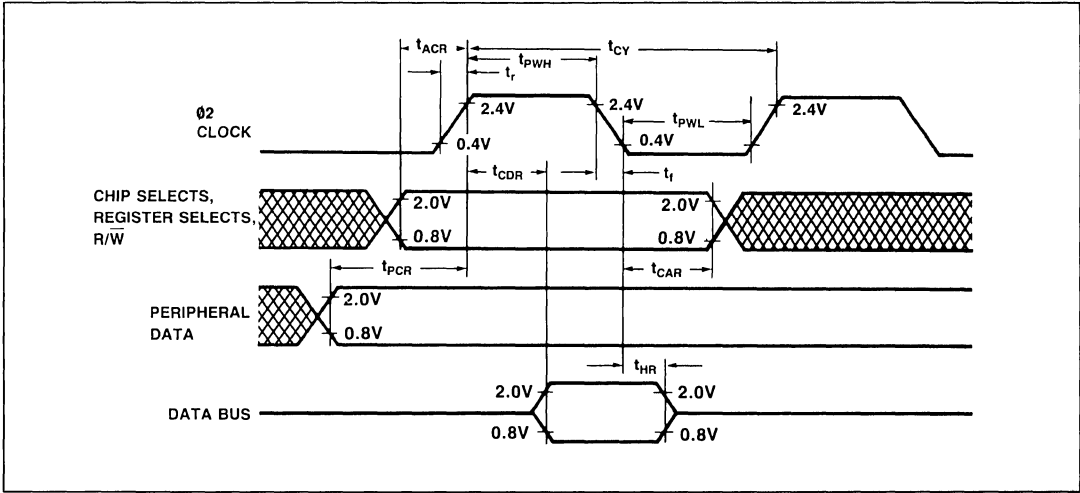 tACR
tCY
tPWH
tr
Ø2
CLOCK
2.4V
2.4V
tPWL
2.4V
0.4V
0.4V
tCDR
tf
CHIP SELECTS,
REGISTER SELECTS,
R/W̅
2.0V
2.0V
0.8V
0.8V
tPCR
tCAR
PERIPHERAL
DATA
2.0V
0.8V
tHR
DATA BUS
2.0V
2.0V
0.8V
0.8V